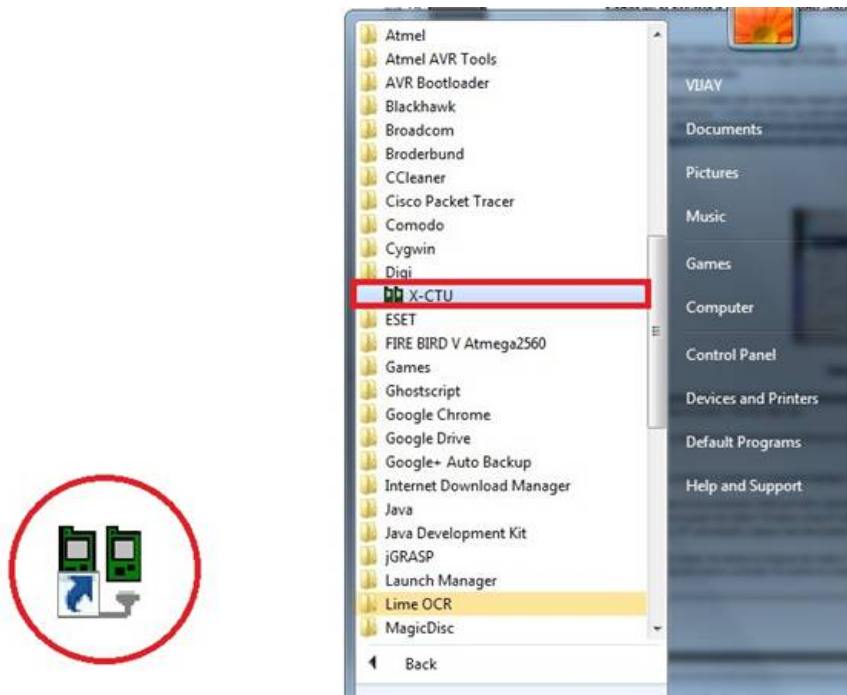 Atmel
Atmel AVR Tools
AVR Bootloader
Blackhawk
Broadcom
Broderbund
CCleaner
Cisco Packet Tracer
Comodo
Cygwin
Digi
X-CTU
ESET
FIRE BIRD V Atmega2560
Games
Ghostscript
Google Chrome
Google Drive
Google+ Auto Backup
Internet Download Manager
Java
Java Development Kit
jGRASP
Launch Manager
Lime OCR
MagicDisc
Back
VIJAY
Documents
Pictures
Music
Games
Computer
Control Panel
Devices and Printers
Default Programs
Help and Support